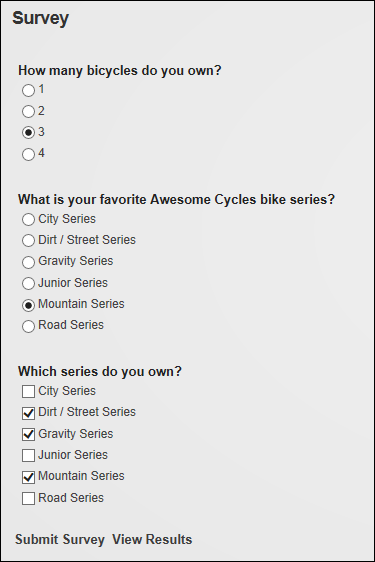 Survey
How many bicycles do you own?
1
2
3
4
What is your favorite Awesome Cycles bike series?
City Series
Dirt / Street Series
Gravity Series
Junior Series
Mountain Series
Road Series
Which series do you own?
City Series
Dirt / Street Series
Gravity Series
Junior Series
Mountain Series
Road Series
Submit Survey View Results